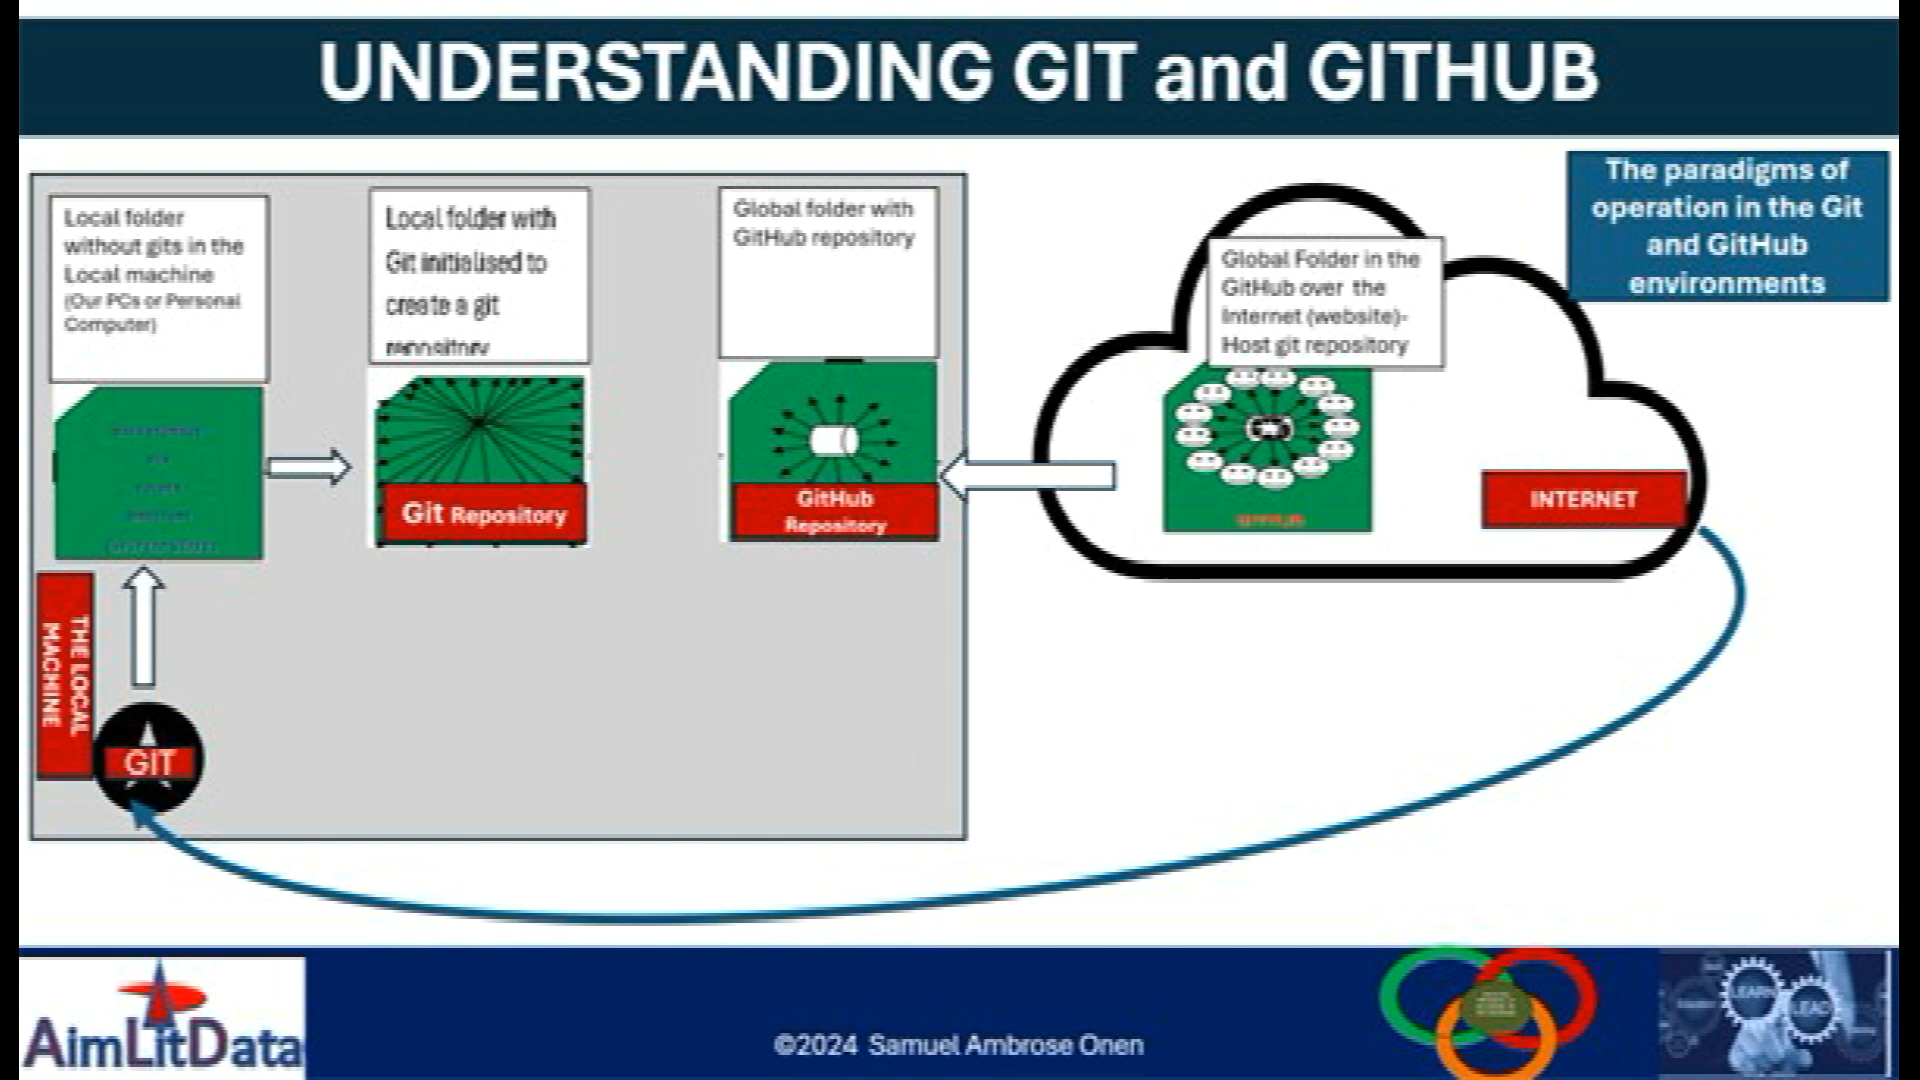 UNDERSTANDING GIT and GITHUB
The paradigms of
operation in the Git
and GitHub
environments
Local folder
without gits in the
Local machine
(Our PCs or Personal
Computer)
Local folder with
Git initialised to
create a git
repository
Global folder with
GitHub repository
Global Folder in the
GitHub over the
Internet (website)-
Host git repository
Git Repository
GitHub
Repository
INTERNET
THE LOCAL
MACHINE
GIT
AimLitData
©2024 Samuel Ambrose Onen
LEARN
LEAD